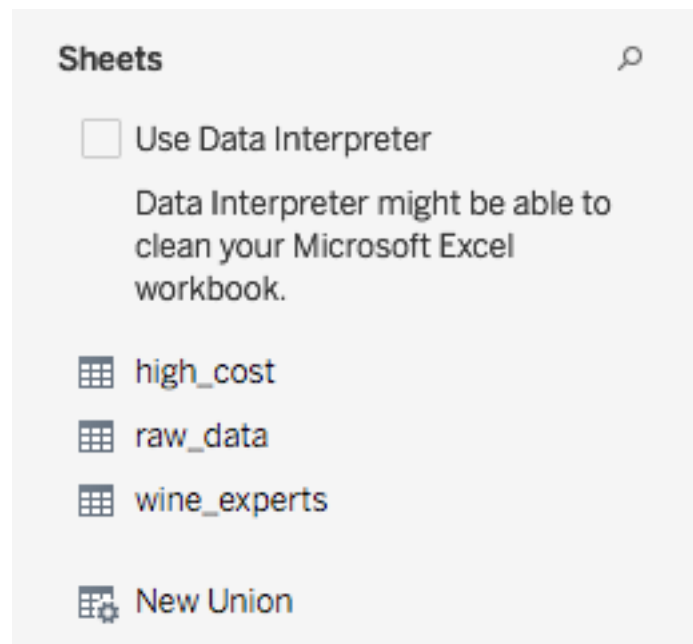 Sheets
Use Data Interpreter
Data Interpreter might be able to
clean your Microsoft Excel
workbook.
high_cost
raw_data
wine_experts
New Union